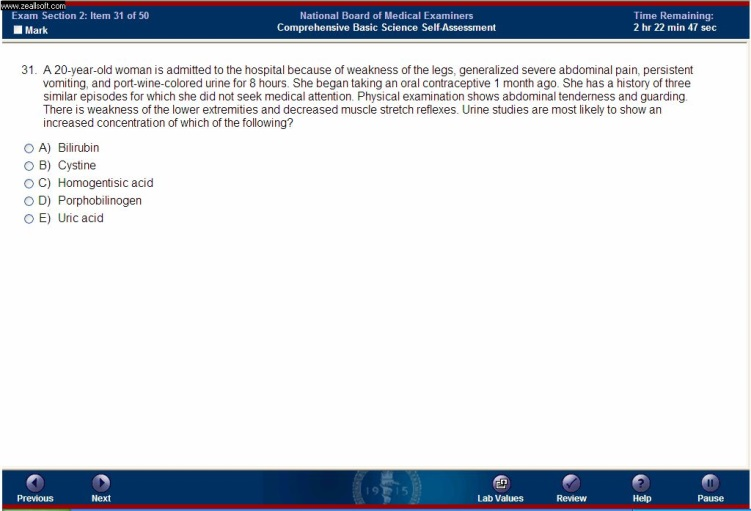 www.zeallsoft.com
Exam Section 2: Item 31 of 50
National Board of Medical Examiners
Time Remaining:
Mark
Comprehensive Basic Science Self-Assessment
2 hr 22 min 47 sec
31. A 20-year-old woman is admitted to the hospital because of weakness of the legs, generalized severe abdominal pain, persistent
vomiting, and port-wine-colored urine for 8 hours. She began taking an oral contraceptive 1 month ago. She has a history of three
similar episodes for which she did not seek medical attention. Physical examination shows abdominal tenderness and guarding.
There is weakness of the lower extremities and decreased muscle stretch reflexes. Urine studies are most likely to show an
increased concentration of which of the following?
A) Bilirubin
B) Cystine
C) Homogentisic acid
D) Porphobilinogen
E) Uric acid
1915
Previous
Next
Lab Values
Review
Help
Pause